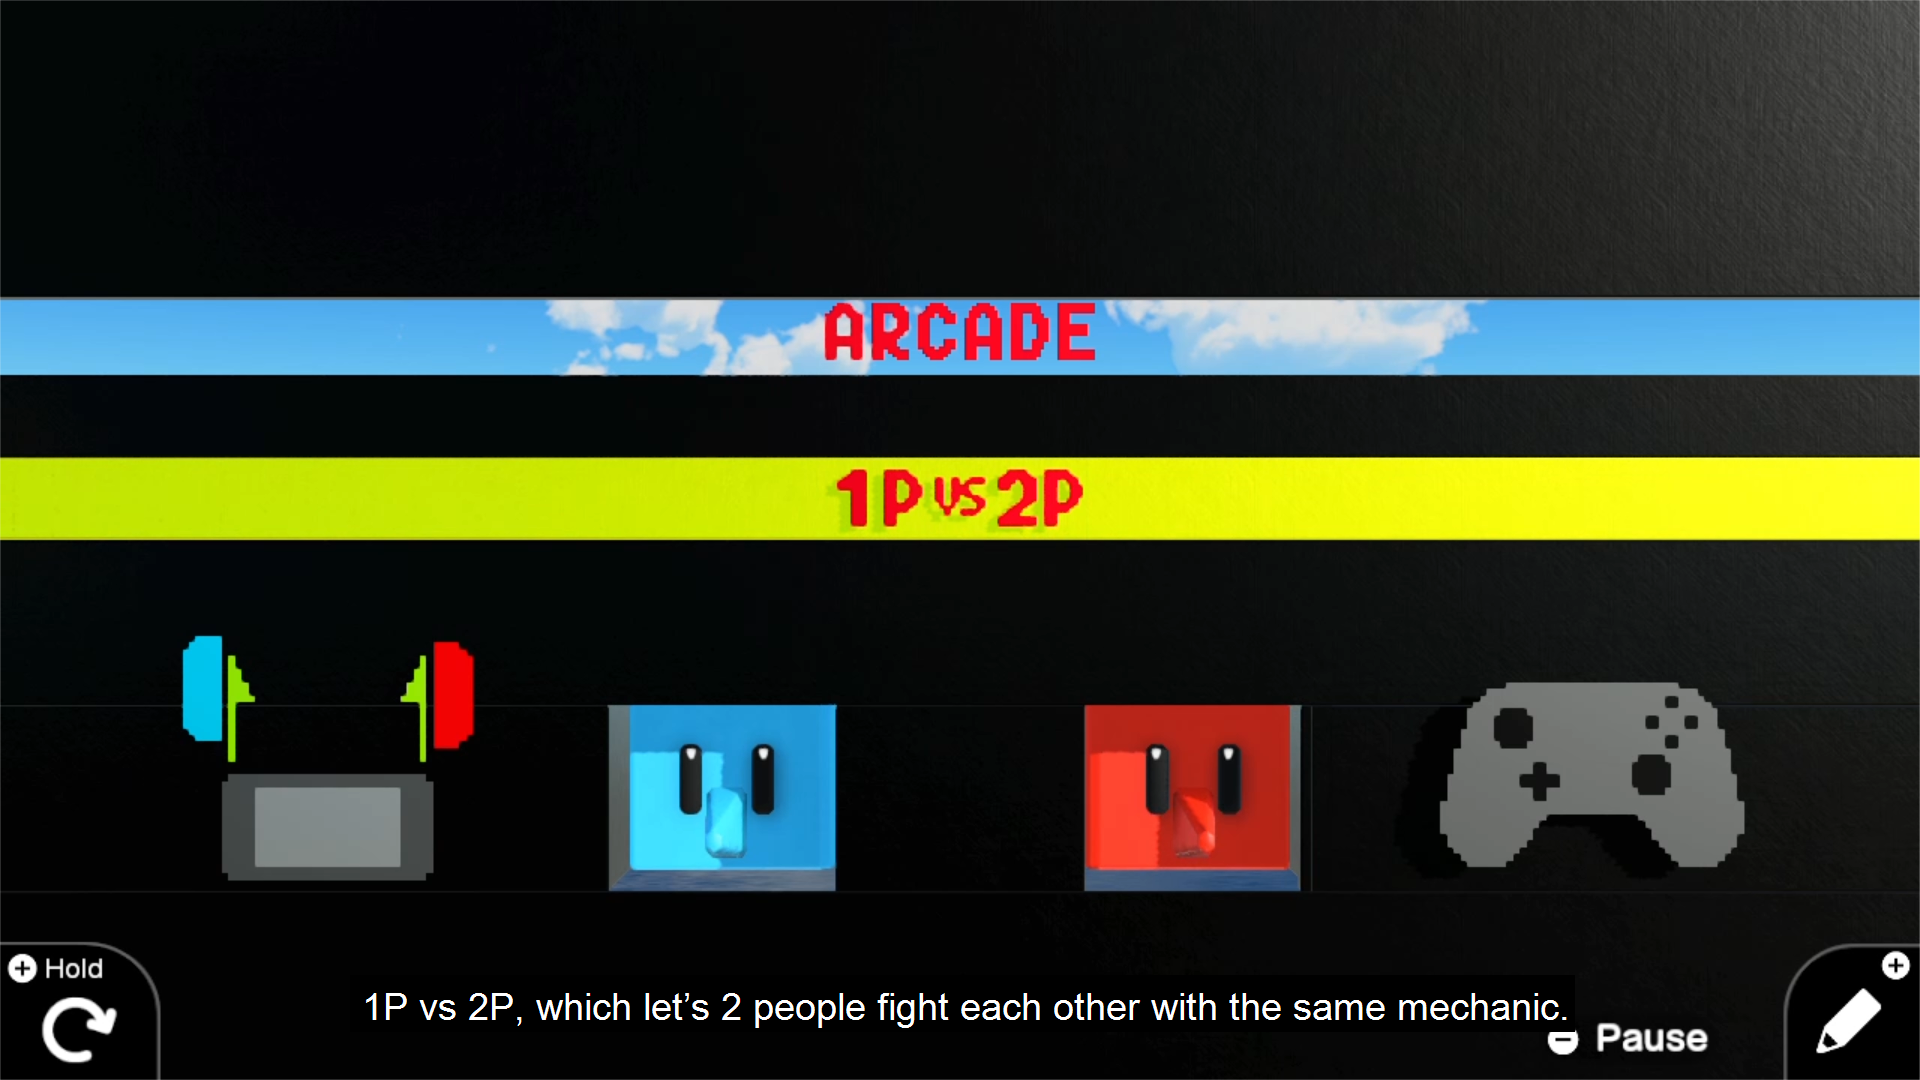 ARCADE
1P vs 2P
Hold
1P vs 2P, which let’s 2 people fight each other with the same mechanic.
Pause